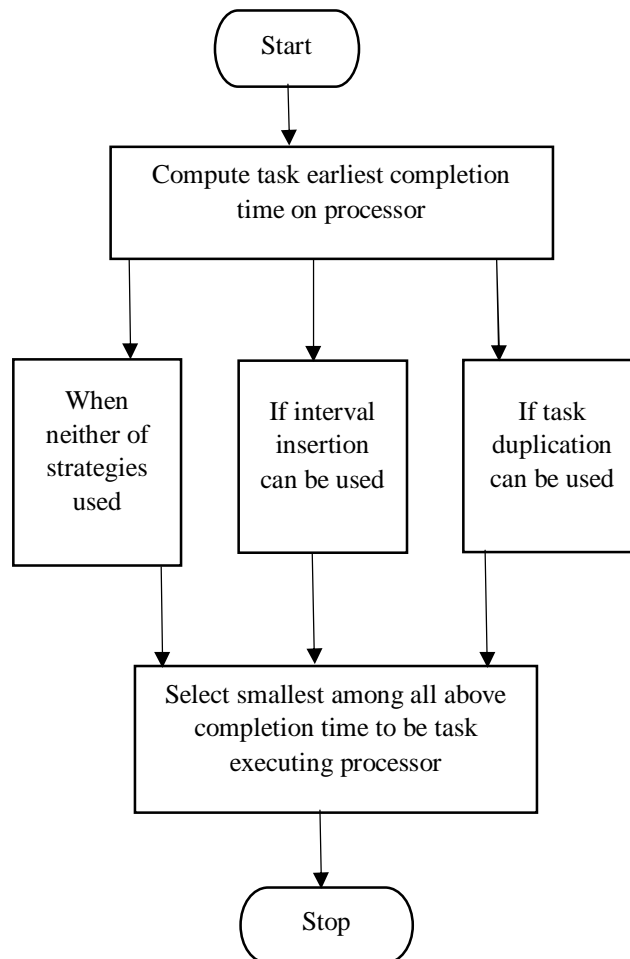 Start
Compute task earliest completion
time on processor
When
neither of
strategies
used
If interval
insertion
can be used
If task
duplication
can be used
Select smallest among all above
completion time to be task
executing processor
Stop